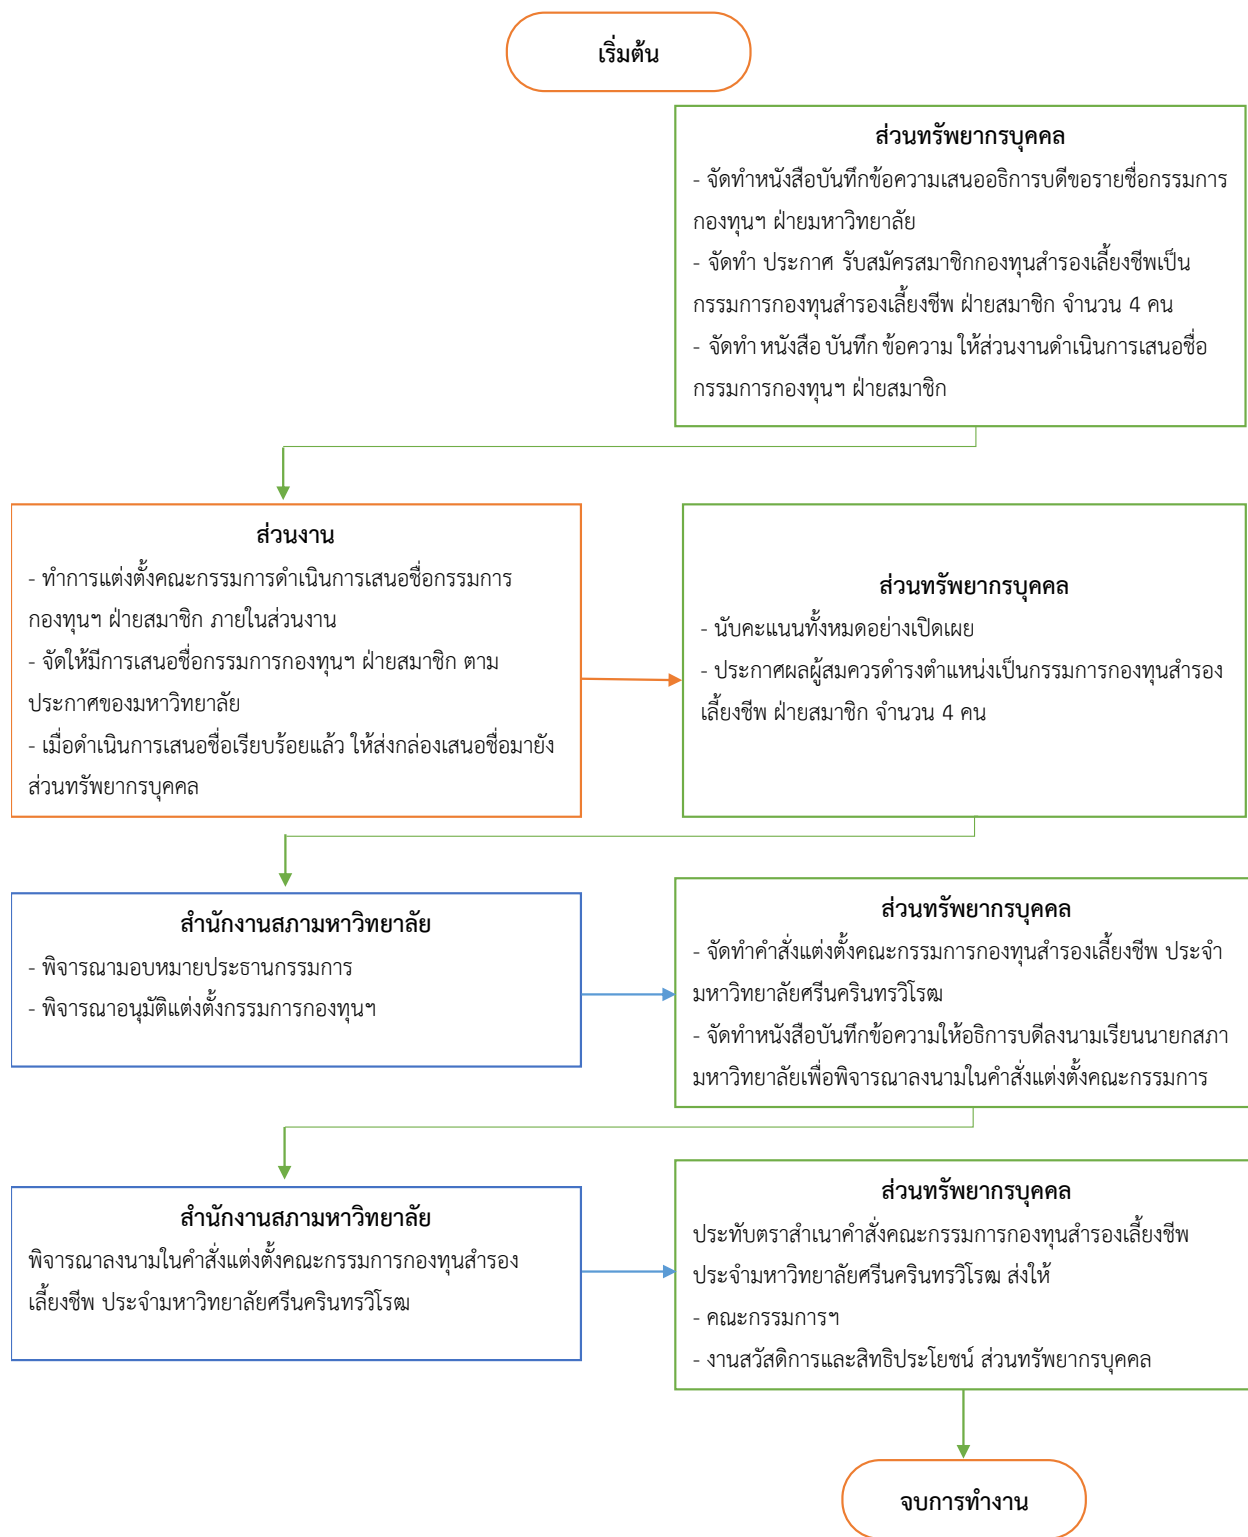 เริ่มต้น
ส่วนทรัพยากรบุคคล
- จัดทำหนังสือบันทึกข้อความเสนออธิการบดีขอรายชื่อกรรมการ
กองทุนฯ ฝ่ายมหาวิทยาลัย
- จัดทำ ประกาศ รับสมัครสมาชิกกองทุนสำรองเลี้ยงชีพเป็น
กรรมการกองทุนสำรองเลี้ยงชีพ ฝ่ายสมาชิก จำนวน 4 คน
- จัดทำ หนังสือ บันทึก ข้อความ ให้ส่วนงานดำเนินการเสนอชื่อ
กรรมการกองทุนฯ ฝ่ายสมาชิก
ส่วนงาน
- ทำการแต่งตั้งคณะกรรมการดำเนินการเสนอชื่อกรรมการ
กองทุนฯ ฝ่ายสมาชิก ภายในส่วนงาน
- จัดให้มีการเสนอชื่อกรรมการกองทุนฯ ฝ่ายสมาชิก ตาม
ประกาศของมหาวิทยาลัย
- เมื่อดำเนินการเสนอชื่อเรียบร้อยแล้ว ให้ส่งกล่องเสนอชื่อมายัง
ส่วนทรัพยากรบุคคล
ส่วนทรัพยากรบุคคล
- นับคะแนนทั้งหมดอย่างเปิดเผย
- ประกาศผลผู้สมควรดำรงตำแหน่งเป็นกรรมการกองทุนสำรอง
เลี้ยงชีพ ฝ่ายสมาชิก จำนวน 4 คน
สำนักงานสภามหาวิทยาลัย
- พิจารณามอบหมายประธานกรรมการ
- พิจารณาอนุมัติแต่งตั้งกรรมการกองทุนฯ
ส่วนทรัพยากรบุคคล
- จัดทำคำสั่งแต่งตั้งคณะกรรมการกองทุนสำรองเลี้ยงชีพ ประจำ
มหาวิทยาลัยศรีนครินทรวิโรฒ
- จัดทำหนังสือบันทึกข้อความให้อธิการบดีลงนามเรียนนายกสภา
มหาวิทยาลัยเพื่อพิจารณาลงนามในคำสั่งแต่งตั้งคณะกรรมการ
สำนักงานสภามหาวิทยาลัย
พิจารณาลงนามในคำสั่งแต่งตั้งคณะกรรมการกองทุนสำรอง
เลี้ยงชีพ ประจำมหาวิทยาลัยศรีนครินทรวิโรฒ
ส่วนทรัพยากรบุคคล
ประทับตราสำเนาคำสั่งคณะกรรมการกองทุนสำรองเลี้ยงชีพ
ประจำมหาวิทยาลัยศรีนครินทรวิโรฒ ส่งให้
- คณะกรรมการฯ
- งานสวัสดิการและสิทธิประโยชน์ ส่วนทรัพยากรบุคคล
จบการทำงาน